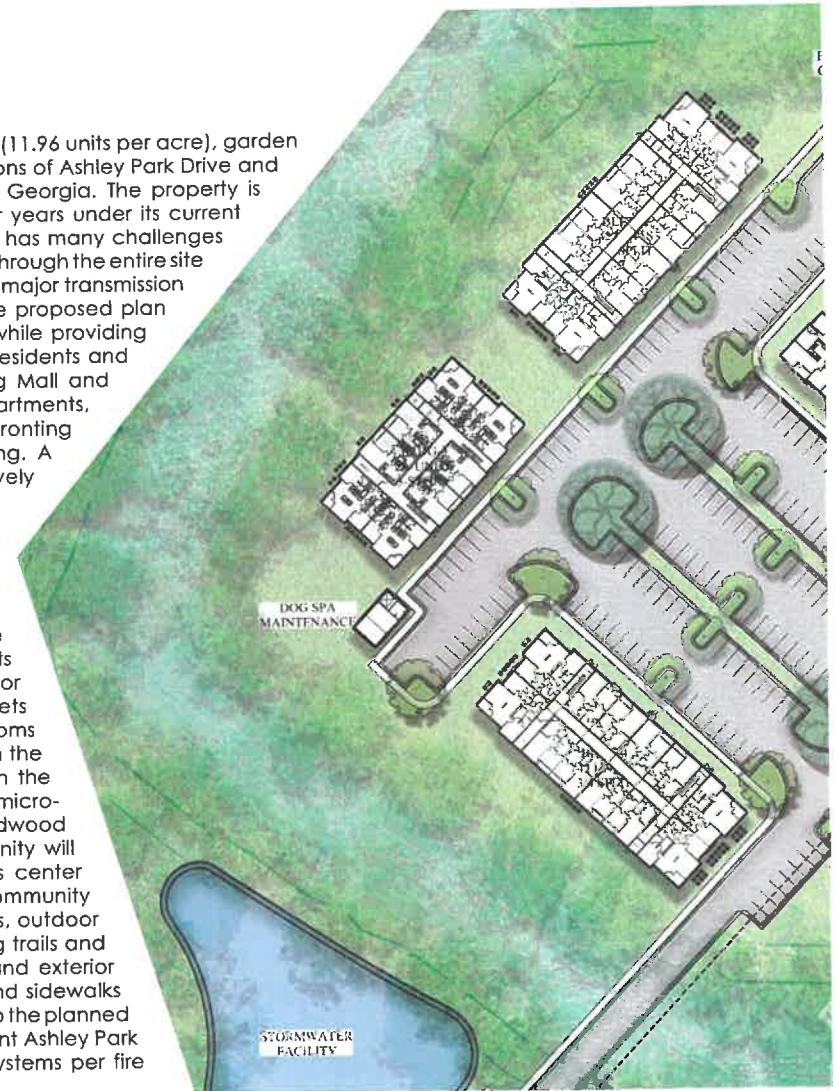 (11.96 units per acre), garden
ons of Ashley Park Drive and
Georgia. The property is
r years under its current
has many challenges
hrough the entire site
major transmission
e proposed plan
while providing
esidents and
g Mall and
artments,
ronting
ng. A
vely
e
ts
or
ets
oms
n the
n the
micro-
dwood
nity will
s center
ommunity
s, outdoor
g trails and
and exterior
nd sidewalks
o the planned
nt Ashley Park
ystems per fire
DOG SPA
MAINTENANCE
STORMWATER
FACILITY